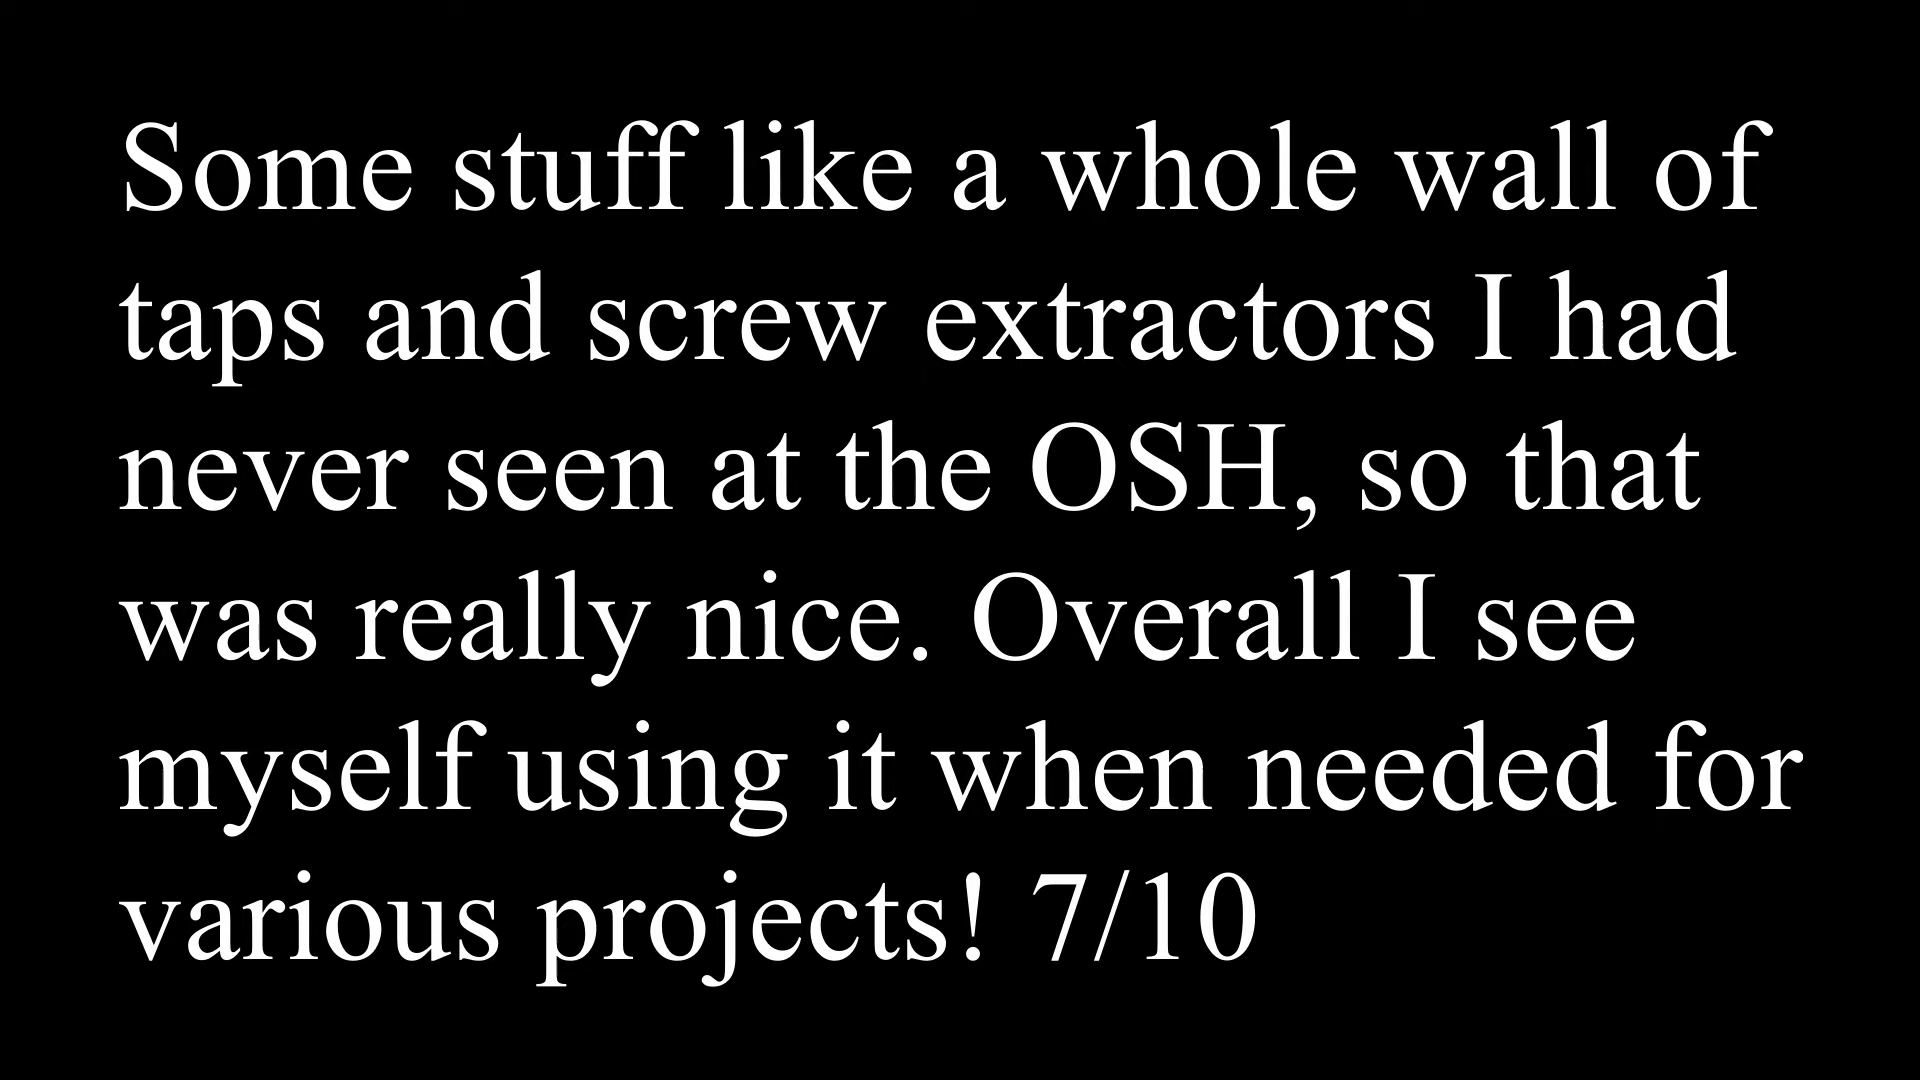 Some stuff like a whole wall of
taps and screw extractors I had
never seen at the OSH, so that
was really nice. Overall I see
myself using it when needed for
various projects! 7/10